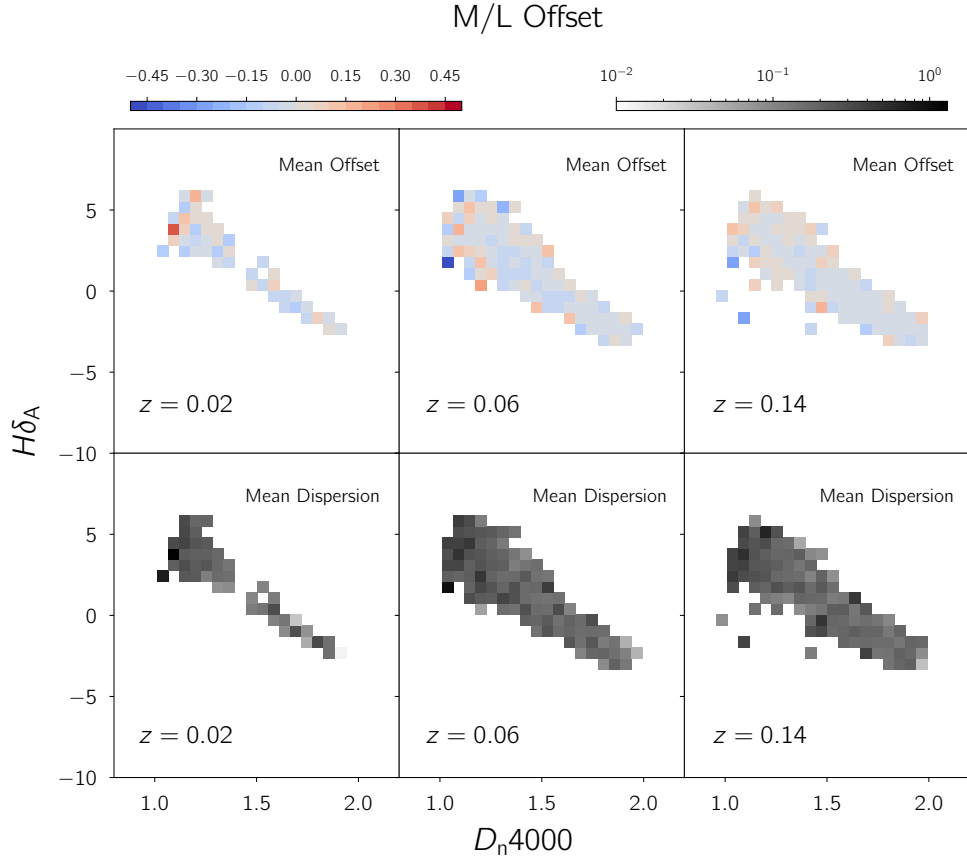 M/L Offset
−0.45 −0.30 −0.15 0.00 0.15 0.30 0.45
10⁻² 10⁻¹ 10⁰
Mean Offset Mean Offset Mean Offset
5
0
−5
−10
z = 0.02 z = 0.06 z = 0.14
HδA
Mean Dispersion Mean Dispersion Mean Dispersion
5
0
−5
−10
z = 0.02 z = 0.06 z = 0.14
1.0 1.5 2.0 1.0 1.5 2.0 1.0 1.5 2.0
Dn4000